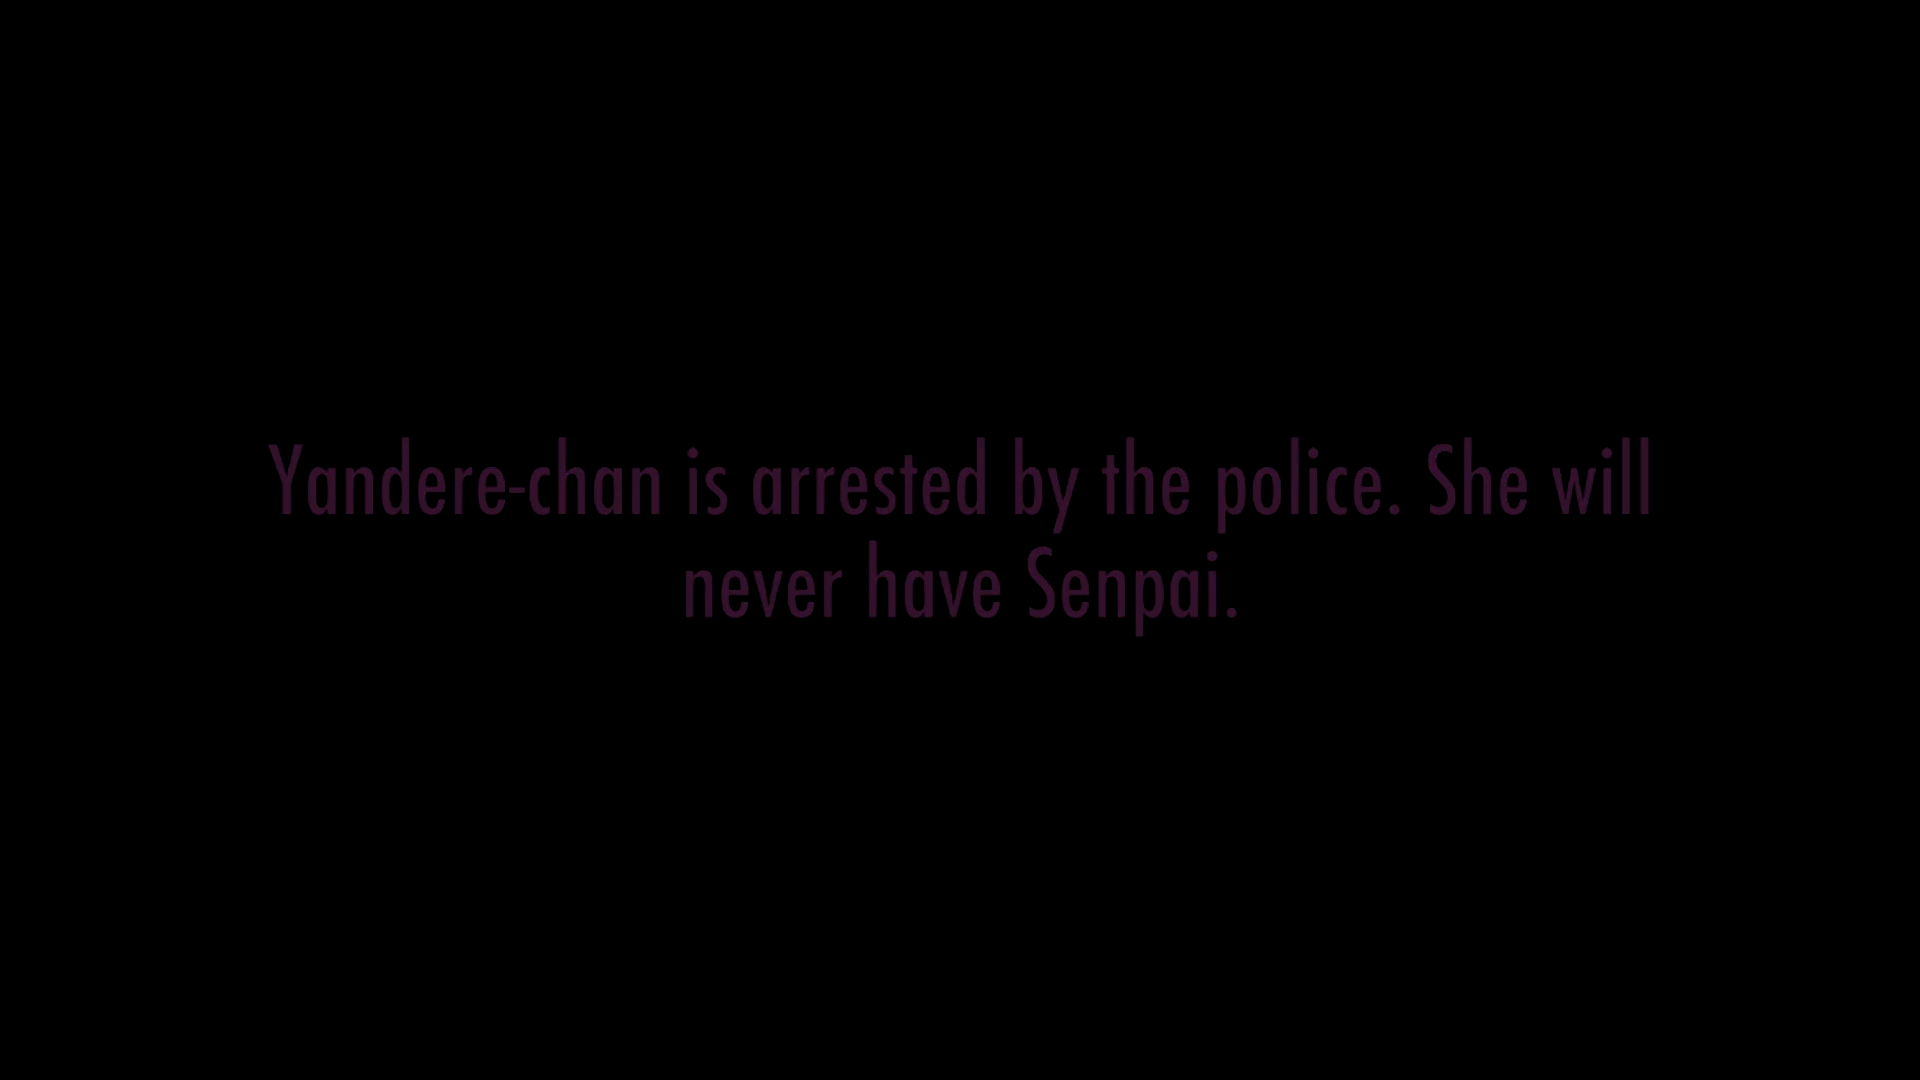 Yandere-chan is arrested by the police. She will
never have Senpai.